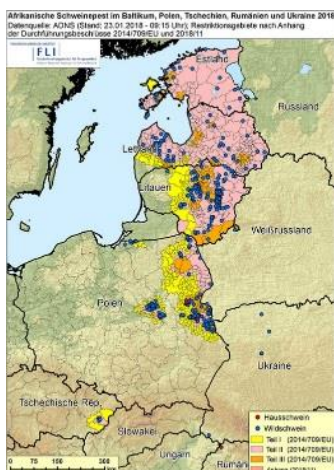 Afrikanische Schweinepest im Baltikum, Polen, Tschechien, Rumänien und Ukraine 2018
Datenquelle: ADNS (Stand: 23.01.2018 - 09:15 Uhr); Restriktionsgebiete nach Anhang
der Durchführungsbeschlüsse 2014/709/EU und 2018/11
FLI
Estland
Russland
Lettland
Litauen
Weißrussland
Polen
Ukraine
Tschechische Rep.
Slowakei
Ungarn
Hausschwein
Wildschwein
Teil I (2014/709/EU)
Teil II (2014/709/EU)
Teil III (2014/709/EU)
0 75 150 300